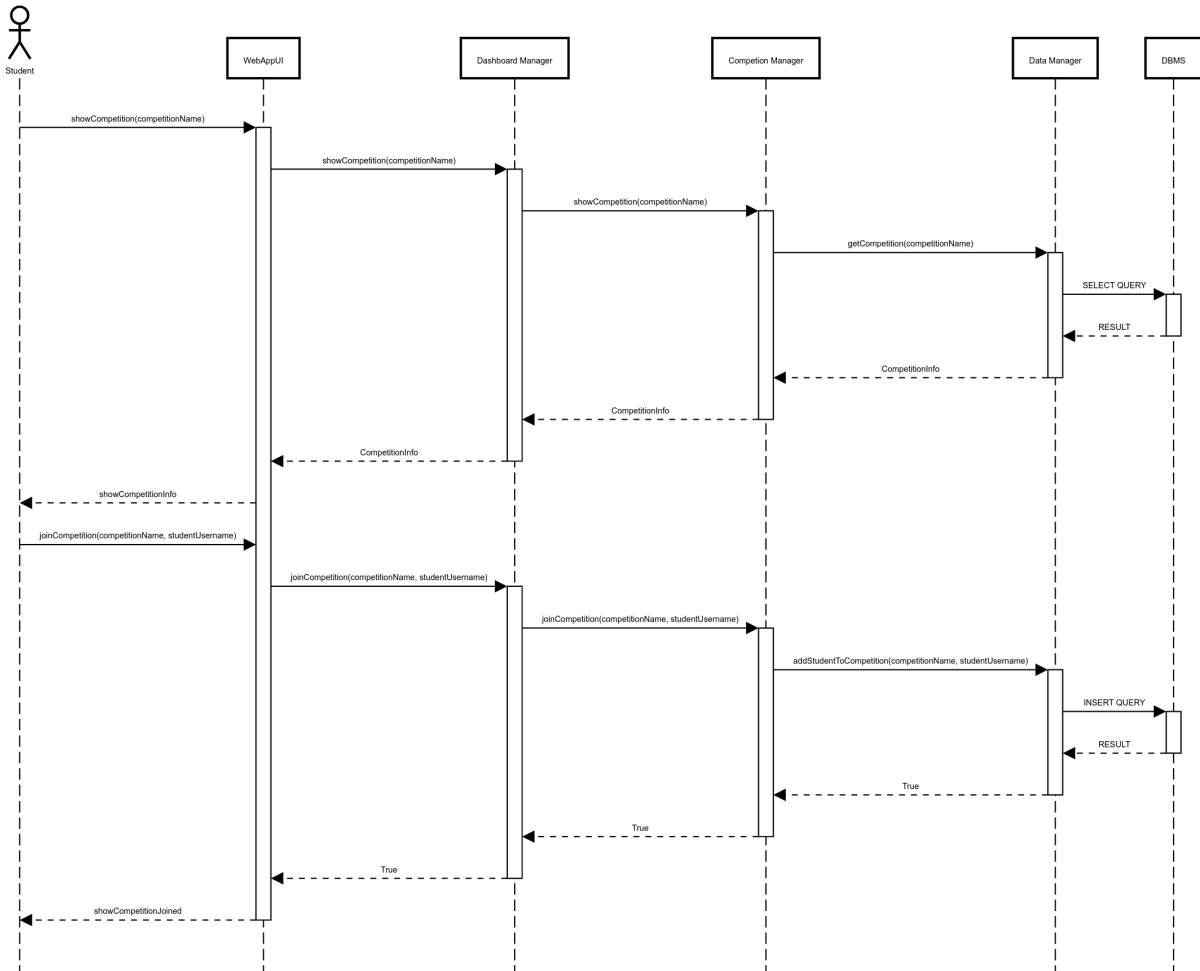 Student
WebAppUI
Dashboard Manager
Competion Manager
Data Manager
DBMS
showCompetition(competitionName)
showCompetition(competitionName)
showCompetition(competitionName)
getCompetition(competitionName)
SELECT QUERY
RESULT
CompetitionInfo
CompetitionInfo
CompetitionInfo
showCompetitionInfo
joinCompetition(competitionName, studentUsername)
joinCompetition(competitionName, studentUsername)
joinCompetition(competitionName, studentUsername)
addStudentToCompetition(competitionName, studentUsername)
INSERT QUERY
RESULT
True
True
True
showCompetitionJoined